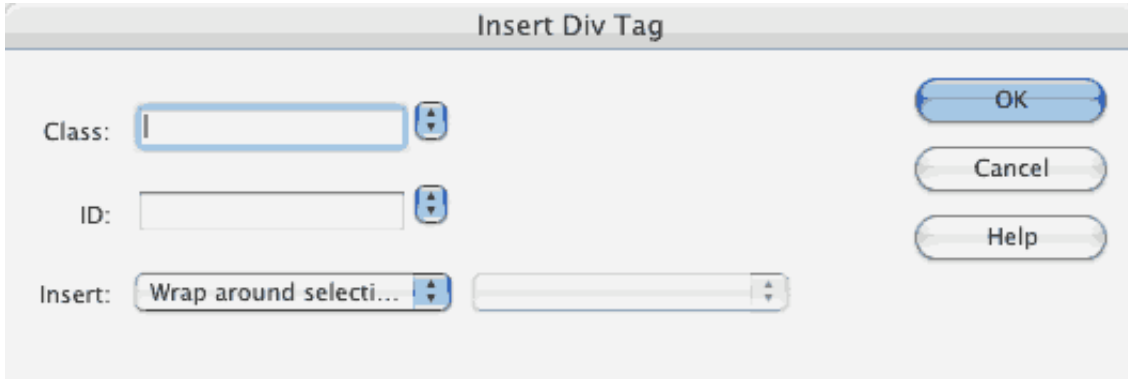 Insert Div Tag
Class:
OK
Cancel
ID:
Help
Insert:
Wrap around selecti...